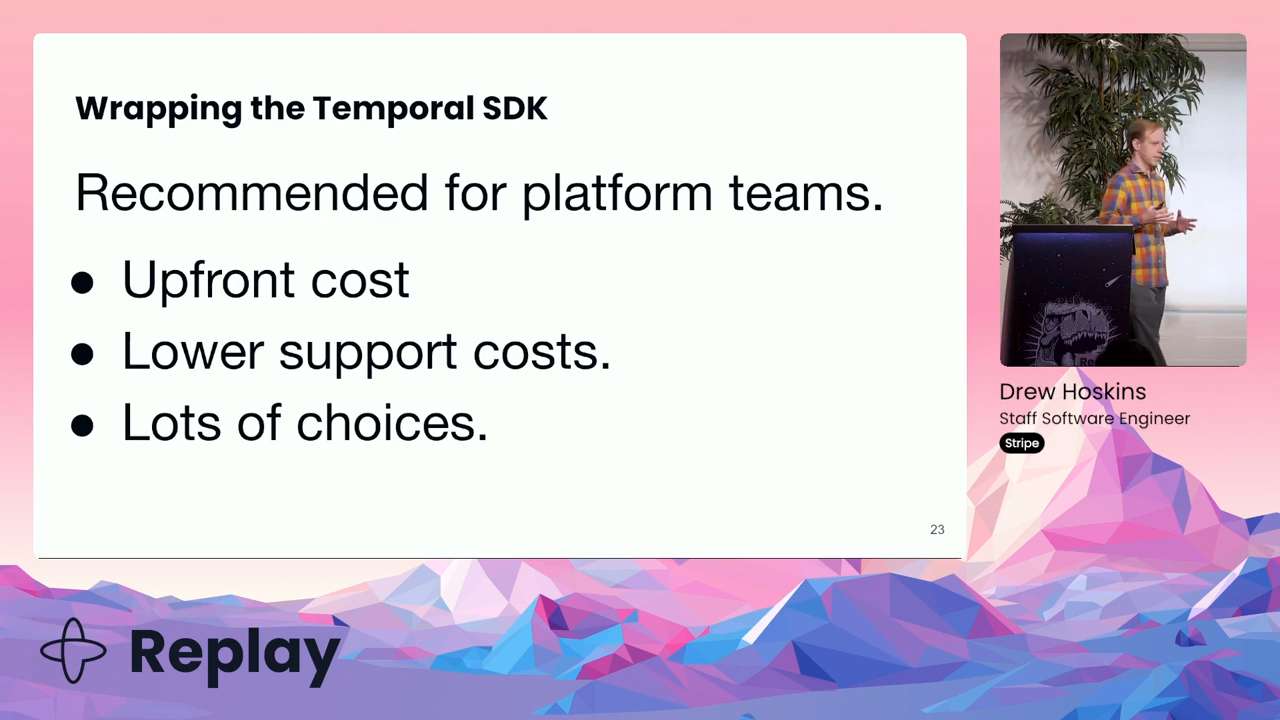 Wrapping the Temporal SDK
Recommended for platform teams.
● Upfront cost
● Lower support costs.
● Lots of choices.
23
Drew Hoskins
Staff Software Engineer
Stripe
Replay